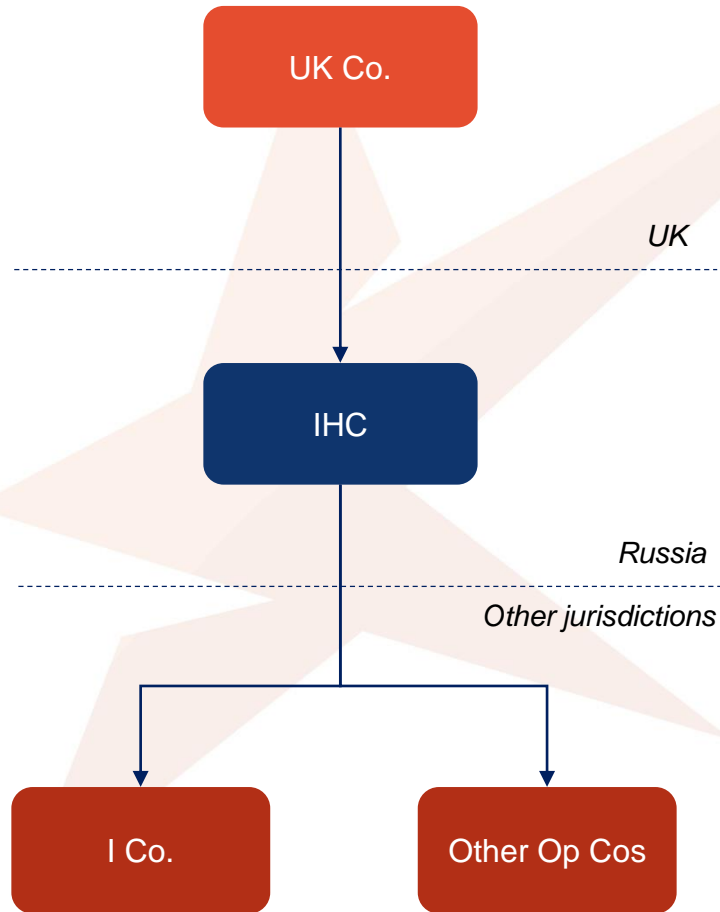 UK Co.
UK
IHC
Russia
Other jurisdictions
I Co.
Other Op Cos